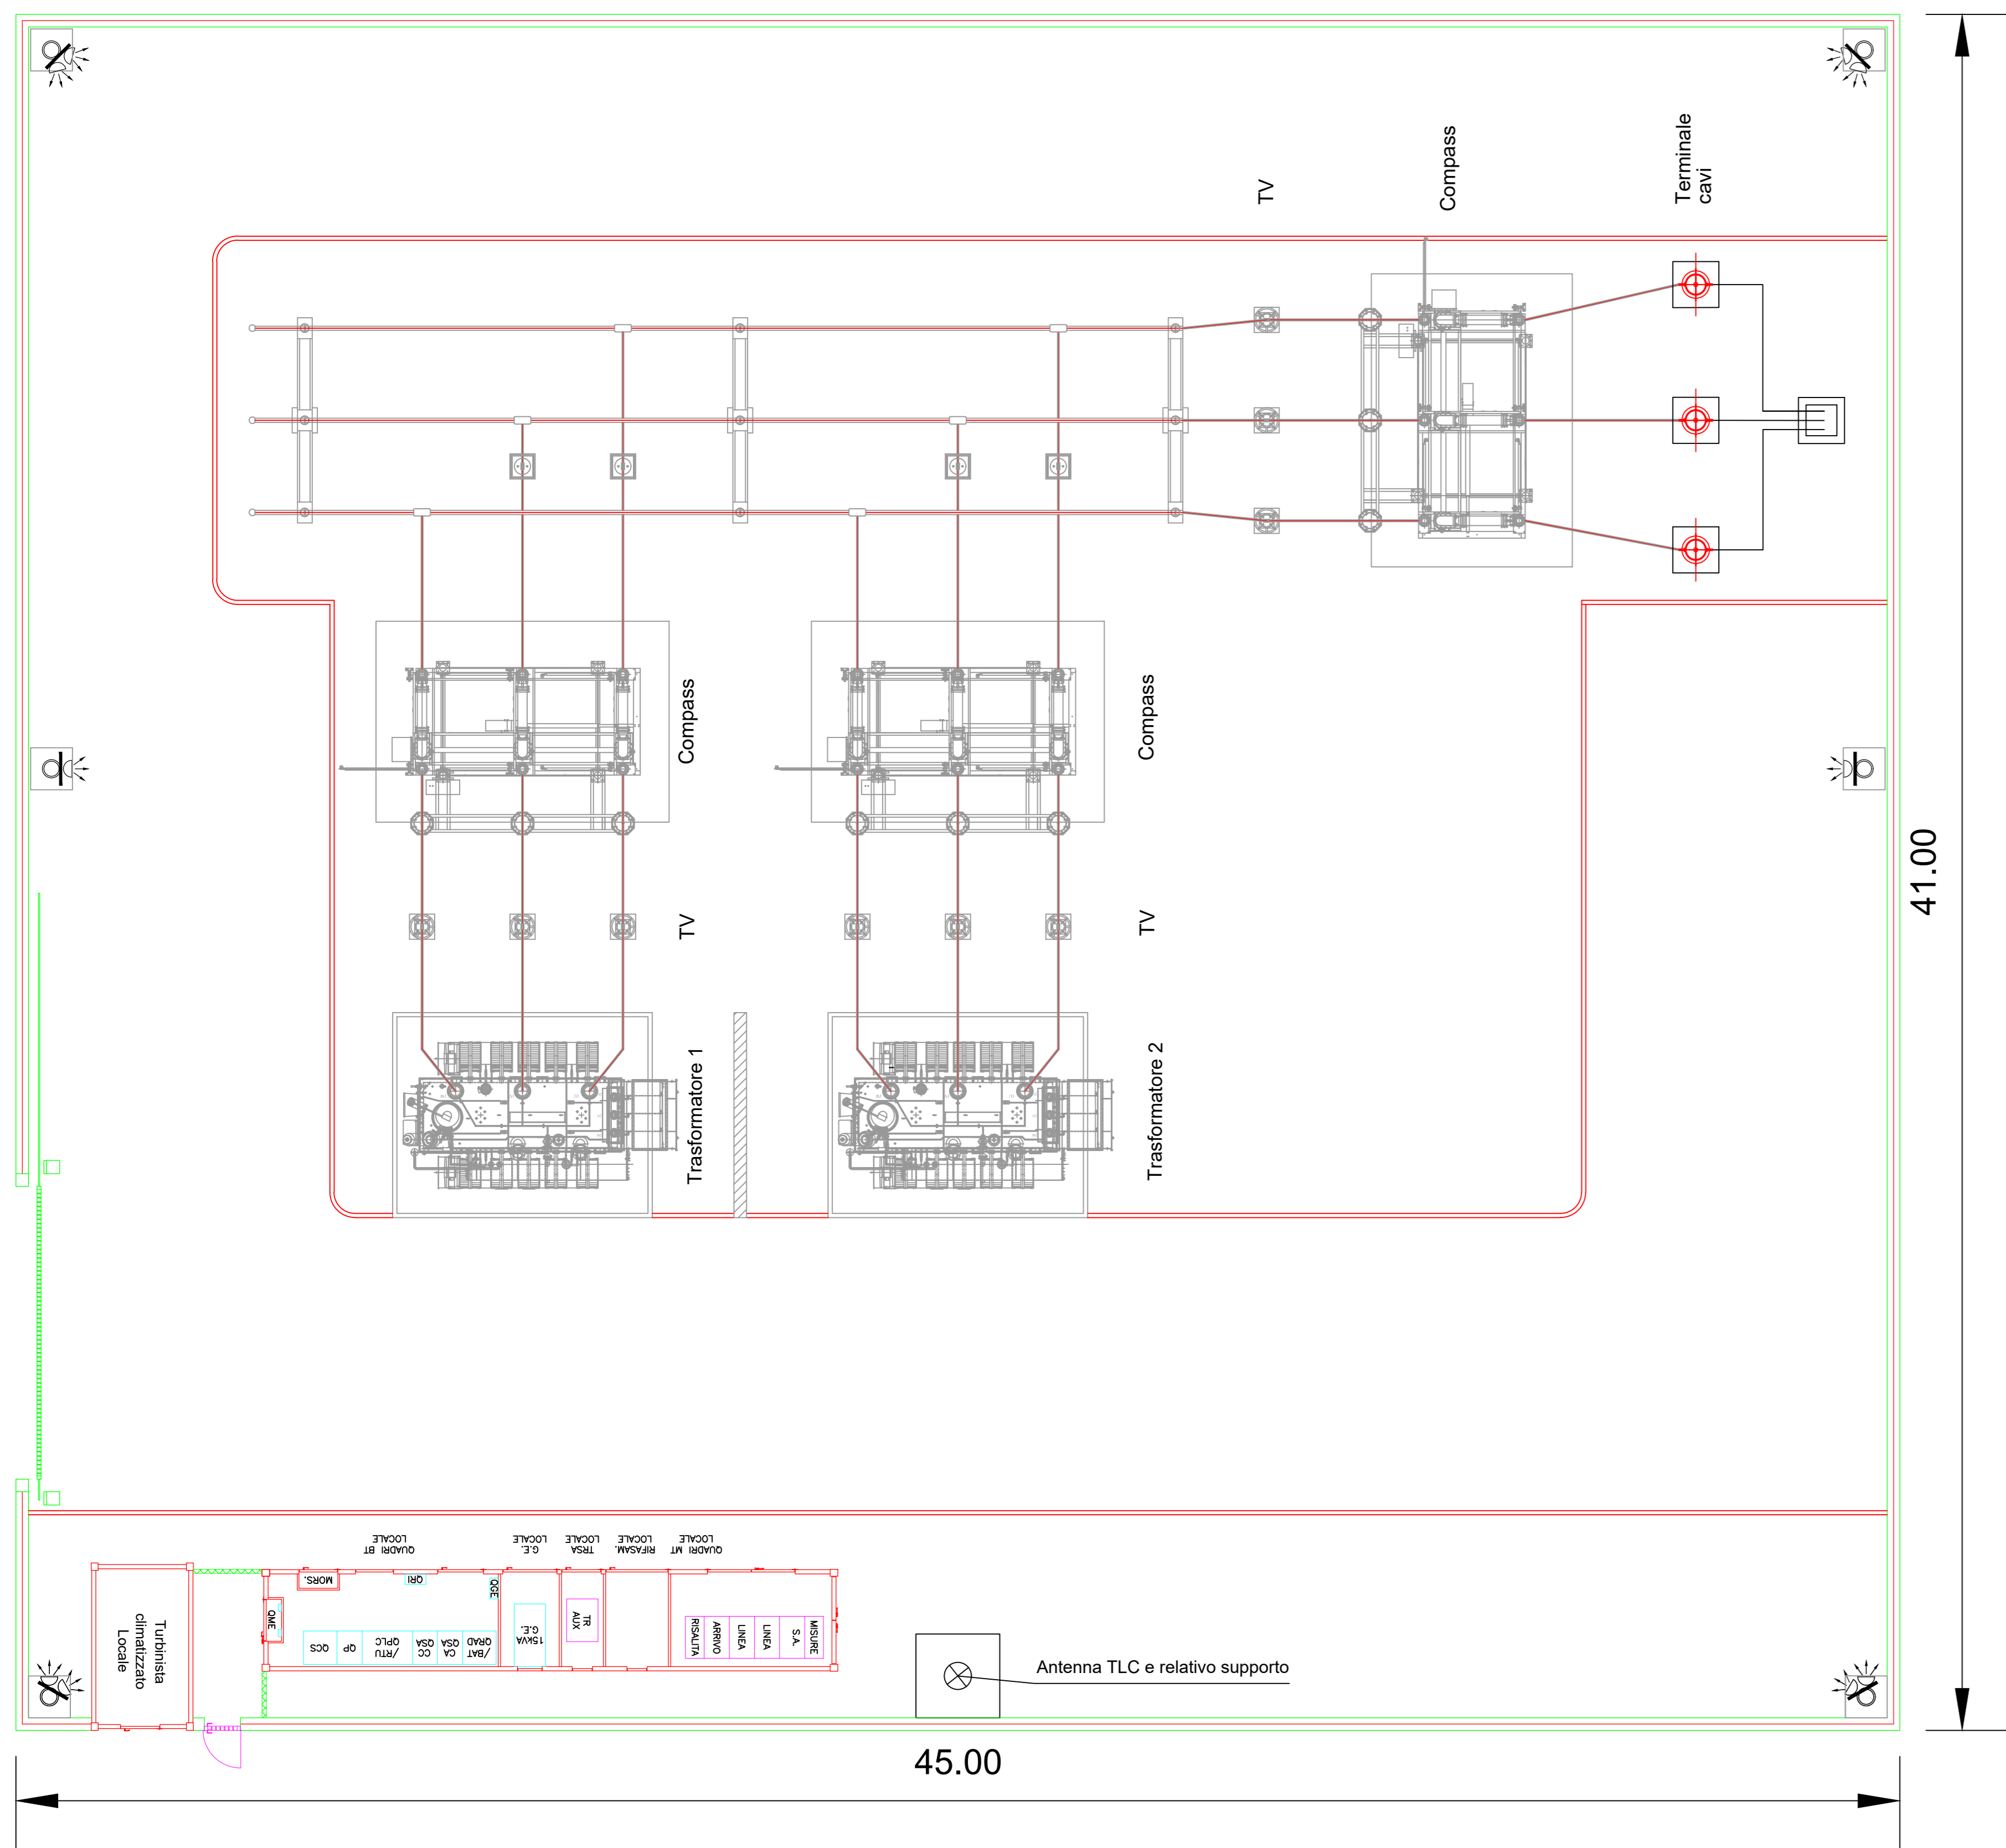 TV
Compass
Terminale
cavi
Compass
Compass
TV
TV
Trasformatore 1
Trasformatore 2
41.00
LOCALE
QUADRI BT
LOCALE
G.E.
LOCALE
TRSA
LOCALE
RIFASAM.
LOCALE
QUADRI MT
Locale
climatizzato
Turbinista
MORS.
QRI
QGE
QME
QCS
QP
QPLC
/RTU
QSA
CC
QSA
CA
QRAD
/BAT
G.E.
15kVA
TR
AUX
RISALITA
ARRIVO
LINEA
LINEA
S.A.
MISURE
Antenna TLC e relativo supporto
45.00